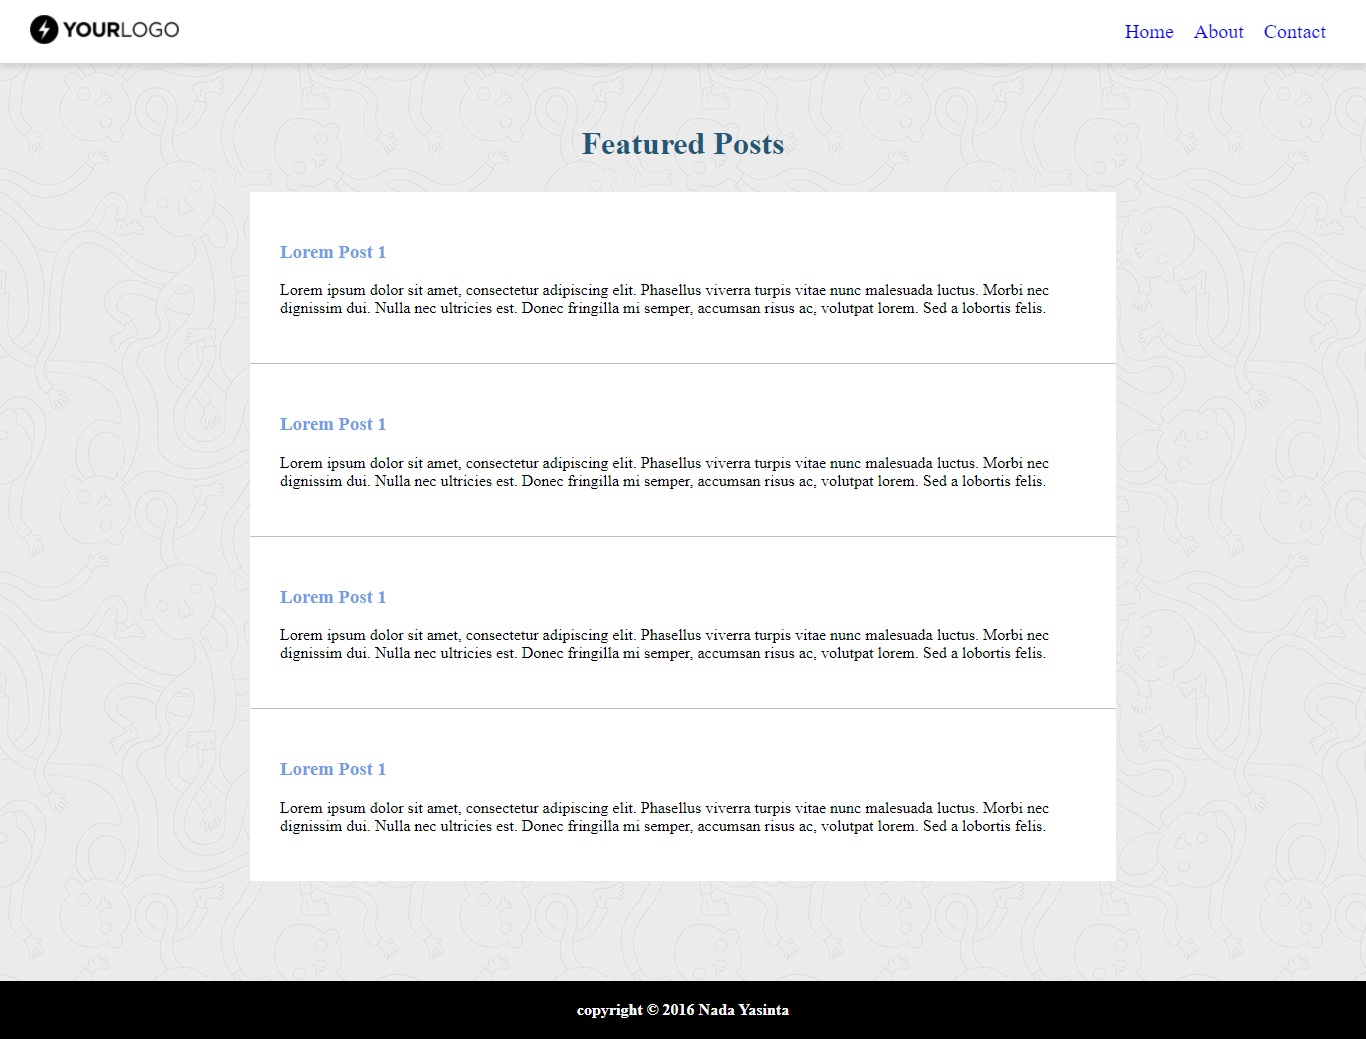 YOURLOGO
Home About Contact
Featured Posts
Lorem Post 1
Lorem ipsum dolor sit amet, consectetur adipiscing elit. Phasellus viverra turpis vitae nunc malesuada luctus. Morbi nec
dignissim dui. Nulla nec ultricies est. Donec fringilla mi semper, accumsan risus ac, volutpat lorem. Sed a lobortis felis.
Lorem Post 1
Lorem ipsum dolor sit amet, consectetur adipiscing elit. Phasellus viverra turpis vitae nunc malesuada luctus. Morbi nec
dignissim dui. Nulla nec ultricies est. Donec fringilla mi semper, accumsan risus ac, volutpat lorem. Sed a lobortis felis.
Lorem Post 1
Lorem ipsum dolor sit amet, consectetur adipiscing elit. Phasellus viverra turpis vitae nunc malesuada luctus. Morbi nec
dignissim dui. Nulla nec ultricies est. Donec fringilla mi semper, accumsan risus ac, volutpat lorem. Sed a lobortis felis.
Lorem Post 1
Lorem ipsum dolor sit amet, consectetur adipiscing elit. Phasellus viverra turpis vitae nunc malesuada luctus. Morbi nec
dignissim dui. Nulla nec ultricies est. Donec fringilla mi semper, accumsan risus ac, volutpat lorem. Sed a lobortis felis.
copyright © 2016 Nada Yasinta